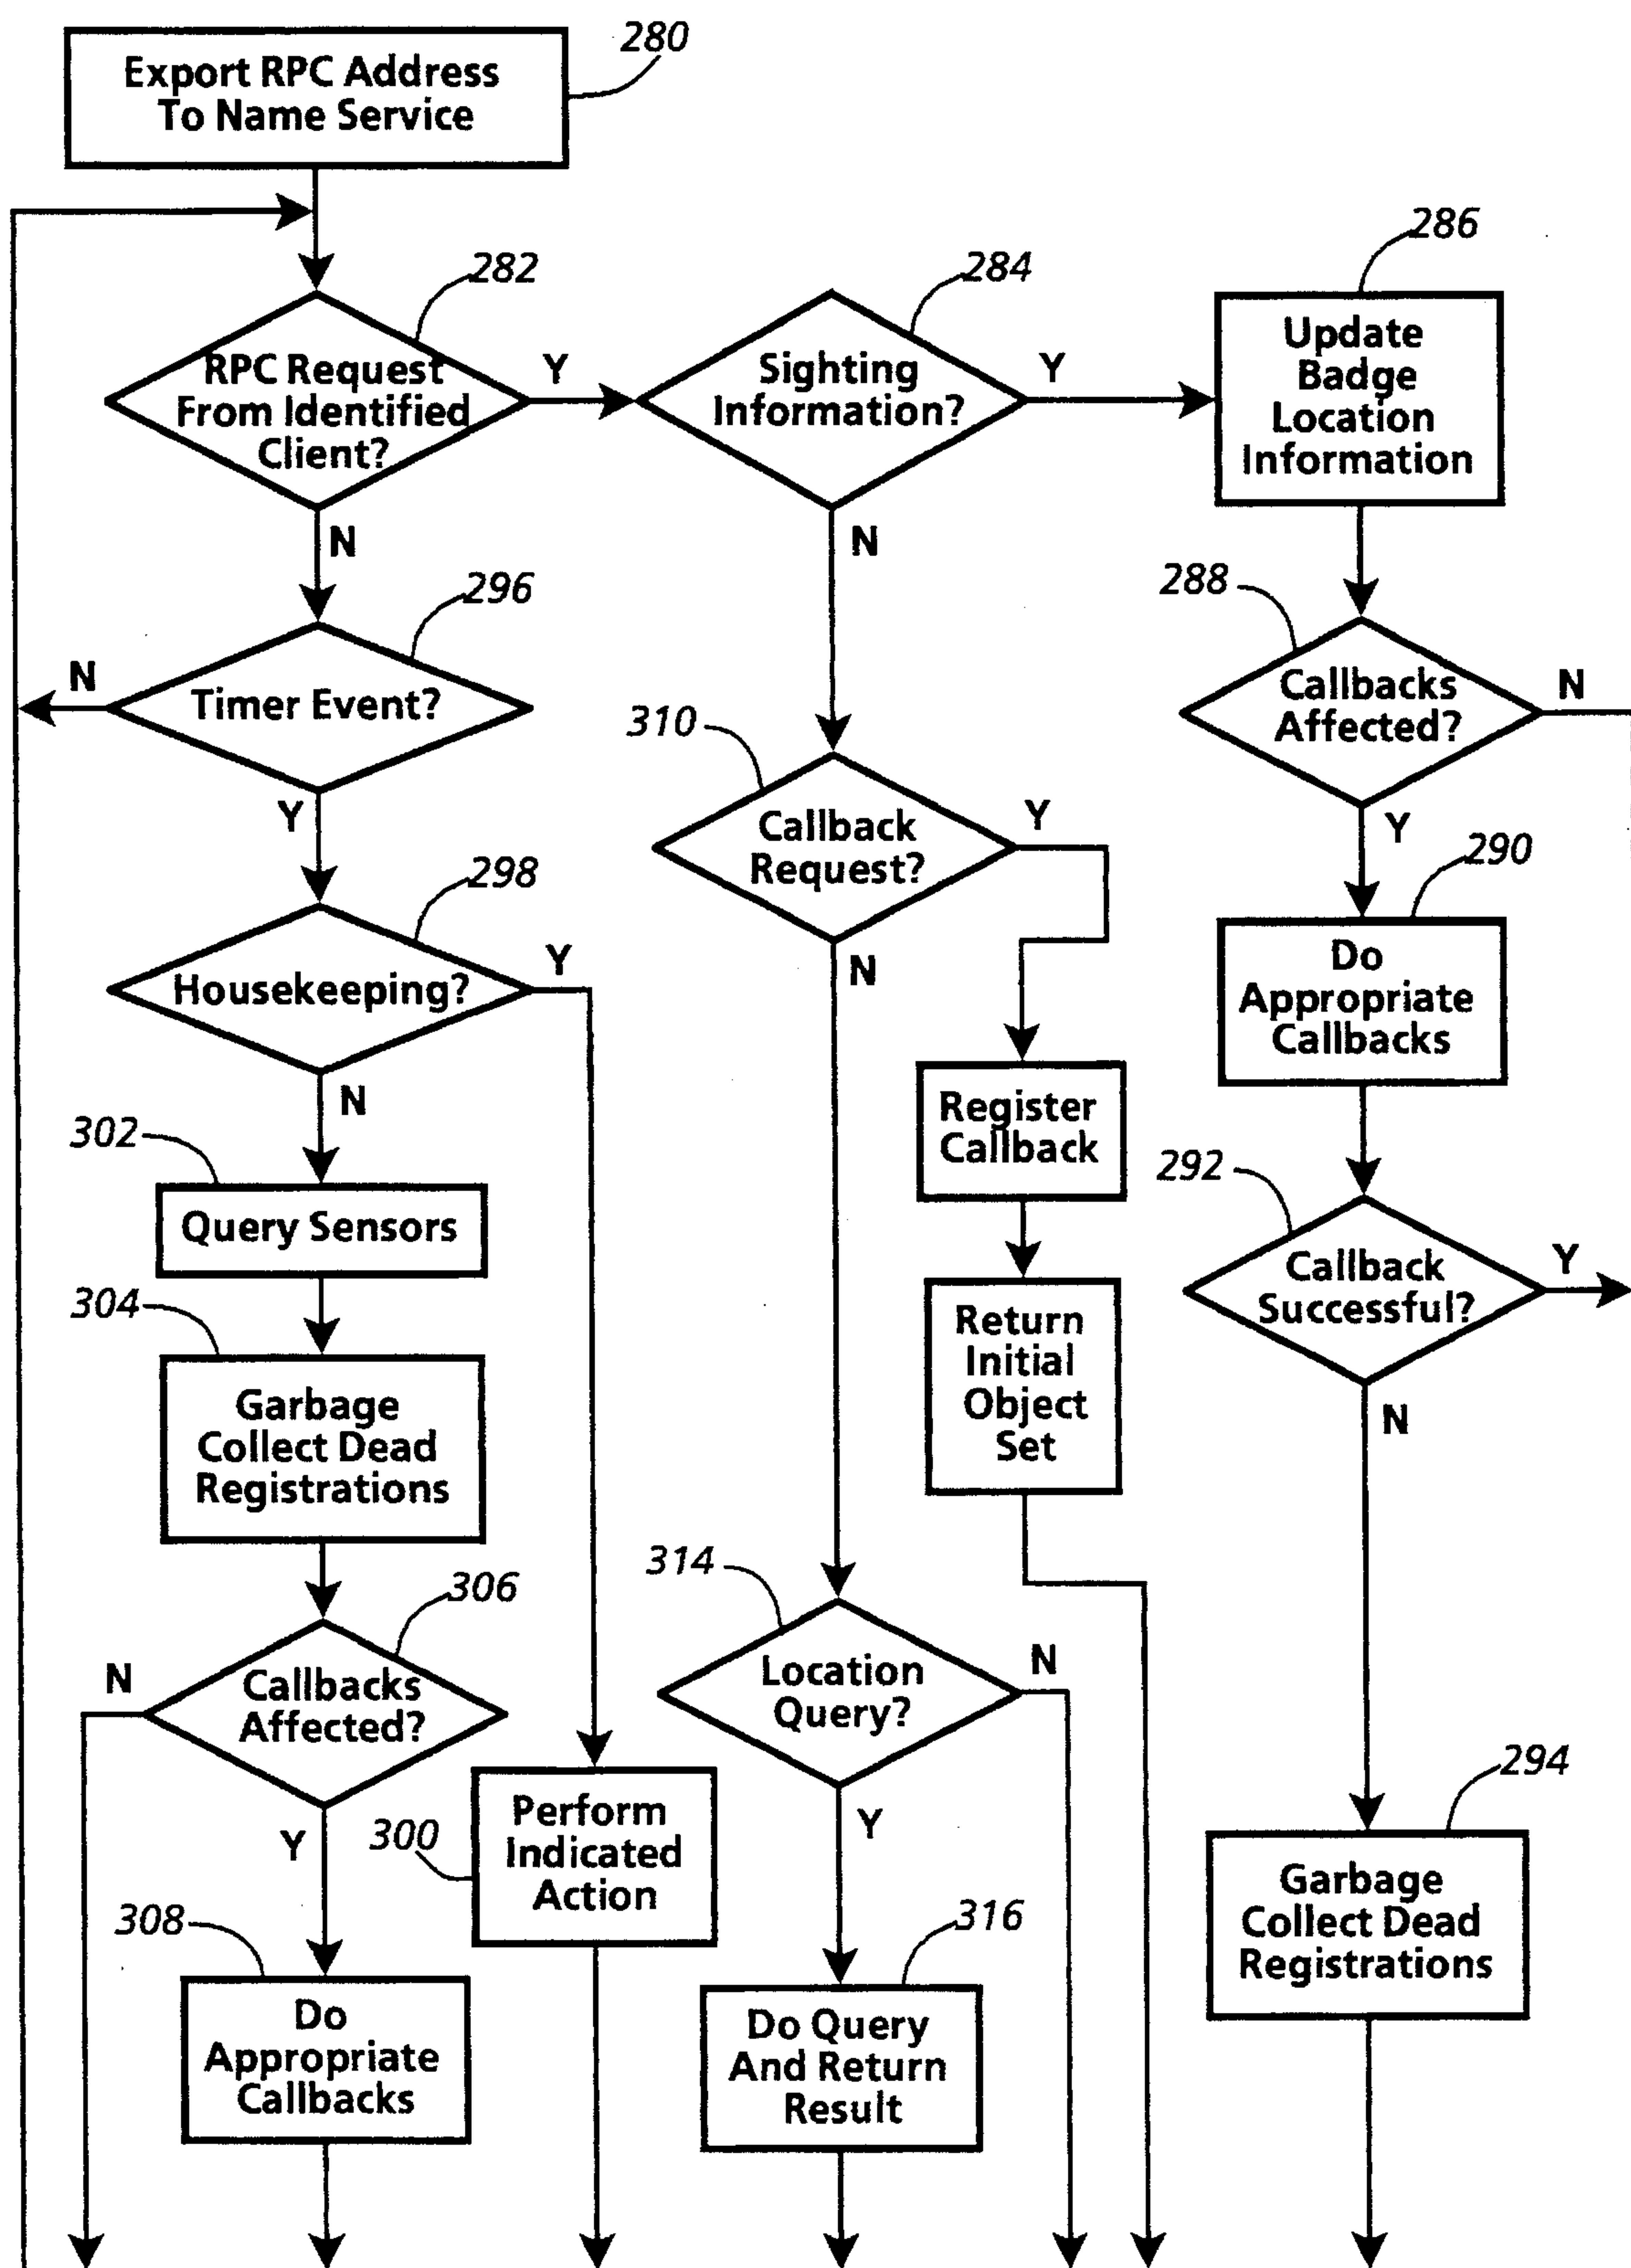 280
Export RPC Address
To Name Service
282
RPC Request
From Identified
Client?
Y
N
284
Sighting
Information?
Y
N
286
Update
Badge
Location
Information
288
Callbacks
Affected?
N
Y
290
Do
Appropriate
Callbacks
292
Callback
Successful?
Y
N
294
Garbage
Collect Dead
Registrations
296
Timer Event?
N
Y
298
Housekeeping?
Y
N
300
Perform
Indicated
Action
302
Query Sensors
304
Garbage
Collect Dead
Registrations
306
Callbacks
Affected?
N
Y
308
Do
Appropriate
Callbacks
310
Callback
Request?
Y
N
Register
Callback
Return
Initial
Object
Set
314
Location
Query?
N
Y
316
Do Query
And Return
Result